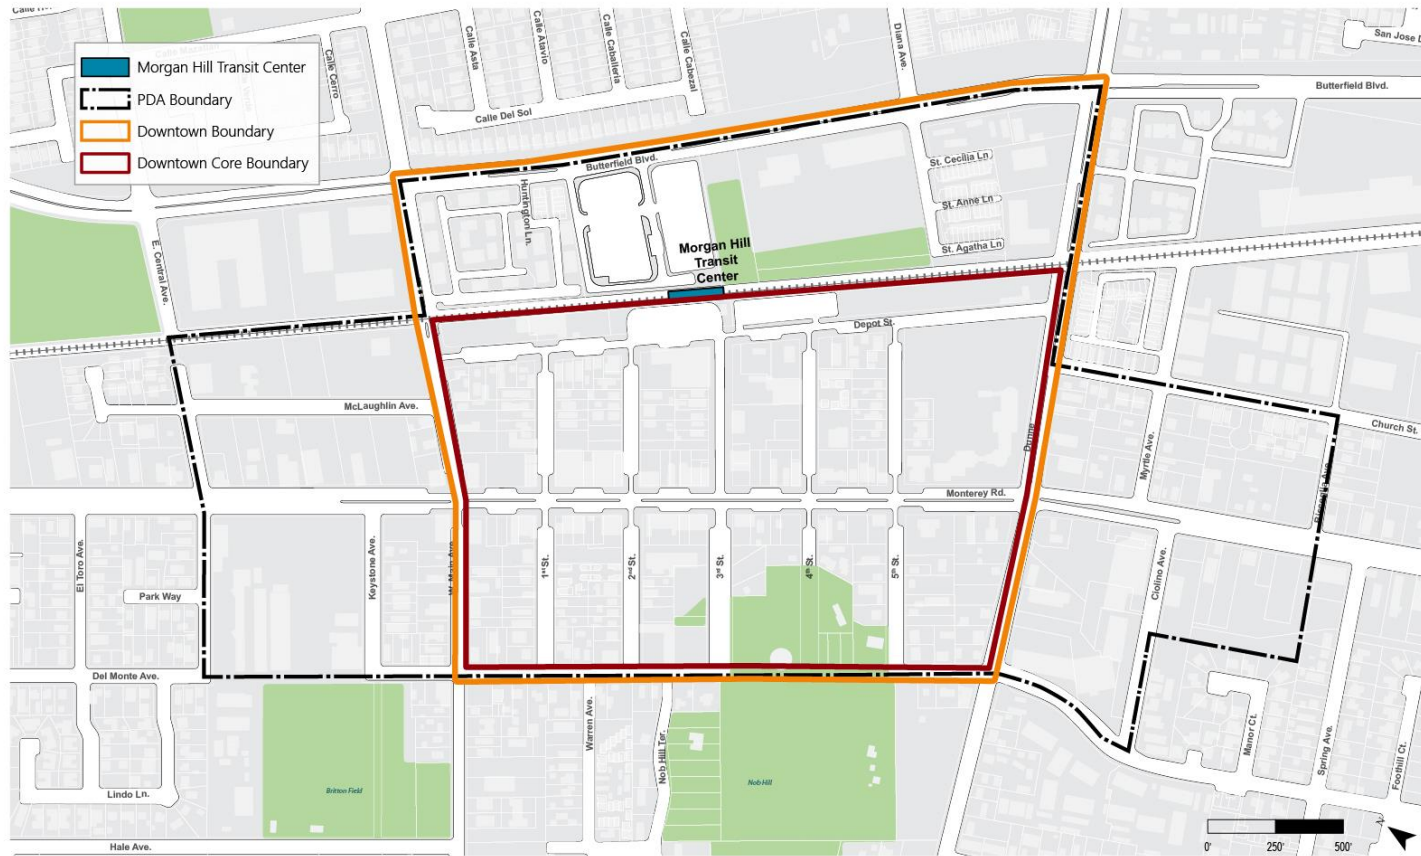 San Jose
Calle Asta
Calle Atavio
Calle Caballeria
Calle Cabezal
Diana Ave.
Calle Cerro
Morgan Hill Transit Center
PDA Boundary
Downtown Boundary
Downtown Core Boundary
Butterfield Blvd.
Calle Del Sol
Butterfield Blvd.
St. Cecilia Ln
Huntington Ln.
St. Anne Ln
St. Agatha Ln
E. Central Ave.
Morgan Hill
Transit
Center
Depot St.
McLaughlin Ave.
Church St.
Dunne
Myrtle Ave.
Monterey Rd.
El Toro Ave.
Keystone Ave.
W. Main Ave.
1st St.
2nd St.
3rd St.
4th St.
5th St.
Ciolino Ave.
Park Way
Del Monte Ave.
Warren Ave.
Nob Hill Ter.
Manor Ct.
Spring Ave.
Foothill Ct.
Britton Field
Nob Hill
Lindo Ln.
Hale Ave.
N
0' 250' 500'